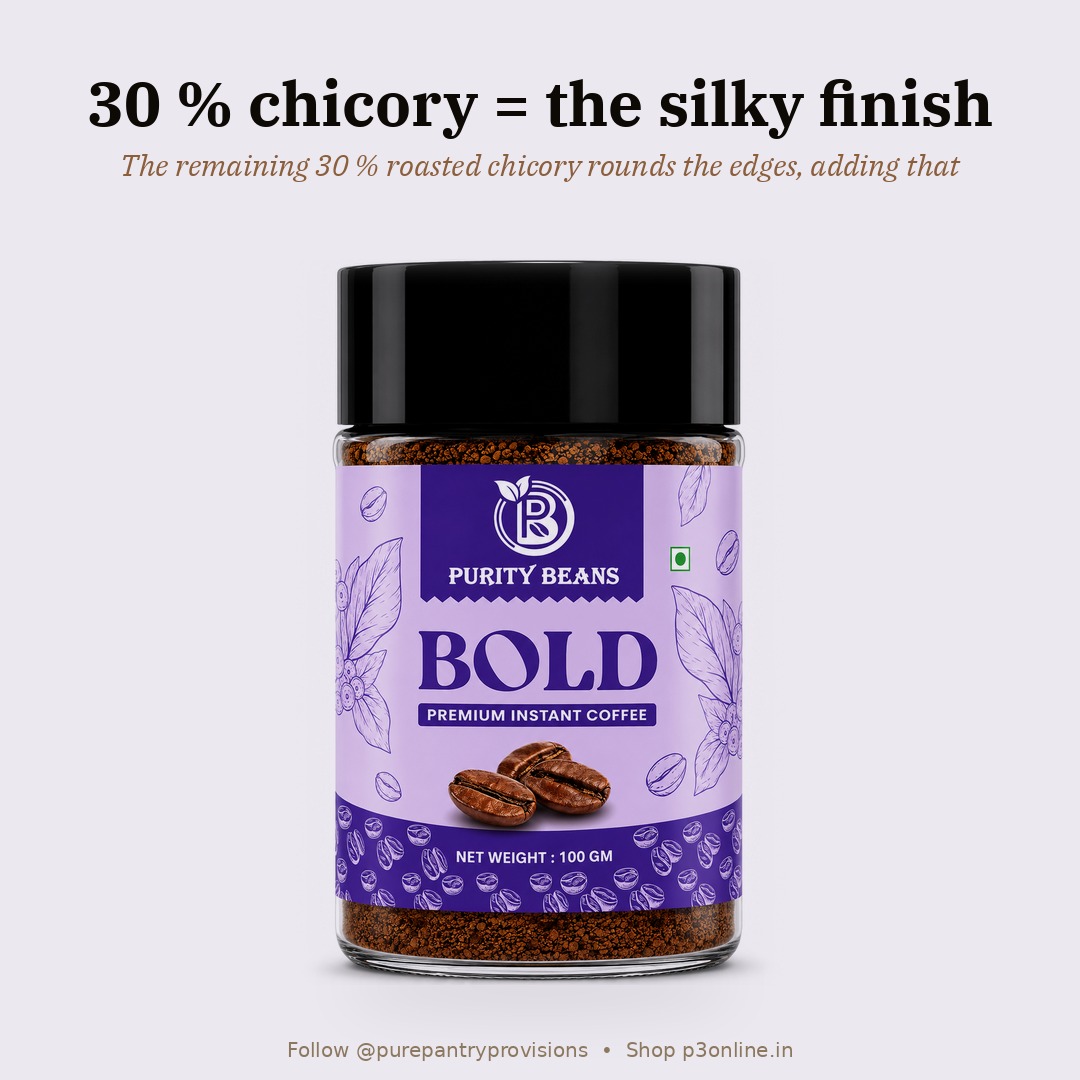 30 % chicory = the silky finish
The remaining 30 % roasted chicory rounds the edges, adding that
PURITY BEANS
BOLD
PREMIUM INSTANT COFFEE
NET WEIGHT : 100 GM
Follow @purepantryprovisions • Shop p3online.in